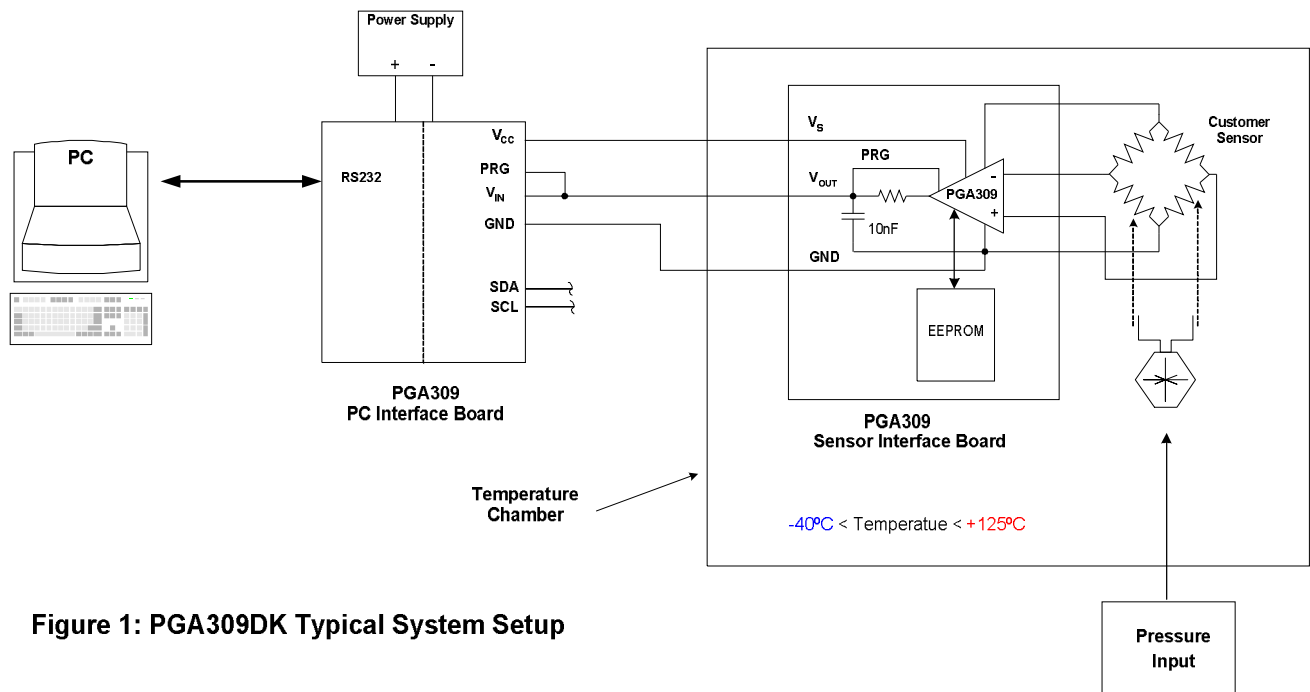 Power Supply
+ -
PC
RS232
VCC
PRG
VIN
GND
SDA
SCL
PGA309
PC Interface Board
VS
PRG
VOUT
10nF
GND
PGA309
-
+
EEPROM
PGA309
Sensor Interface Board
Customer
Sensor
Temperature
Chamber
-40ºC < Temperatue < +125ºC
Pressure
Input
Figure 1: PGA309DK Typical System Setup